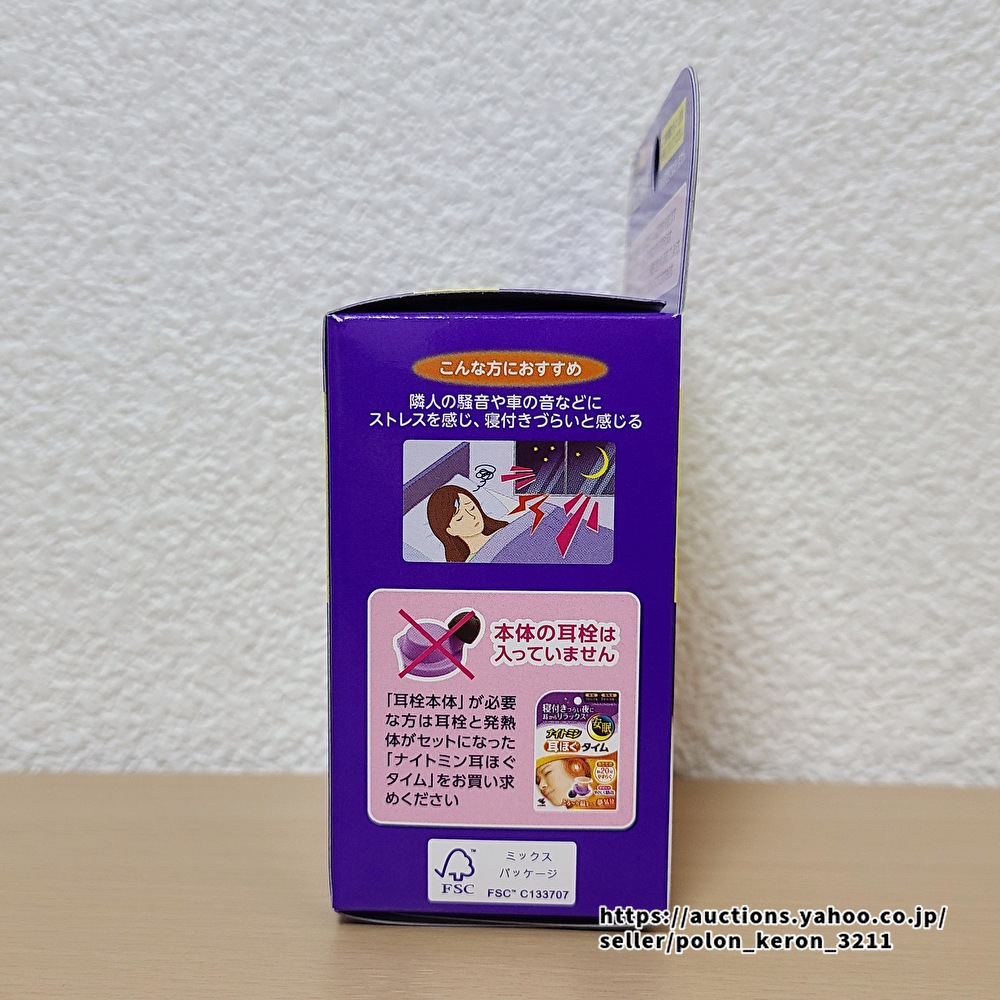 こんな方におすすめ
隣人の騒音や車の音などに
ストレスを感じ、寝付きづらいと感じる
本体の耳栓は
入っていません
「耳栓本体」が必要
な方は耳栓と発熱
体がセットになった
「ナイトミン耳ほぐ
タイム」をお買い求
めください
寝付きづらい夜に
耳からリラックス
安眠
ナイトミン
耳ほぐタイム
約20分
FSC
ミックス
パッケージ
FSC™ C133707
https://auctions.yahoo.co.jp/
seller/polon_keron_3211